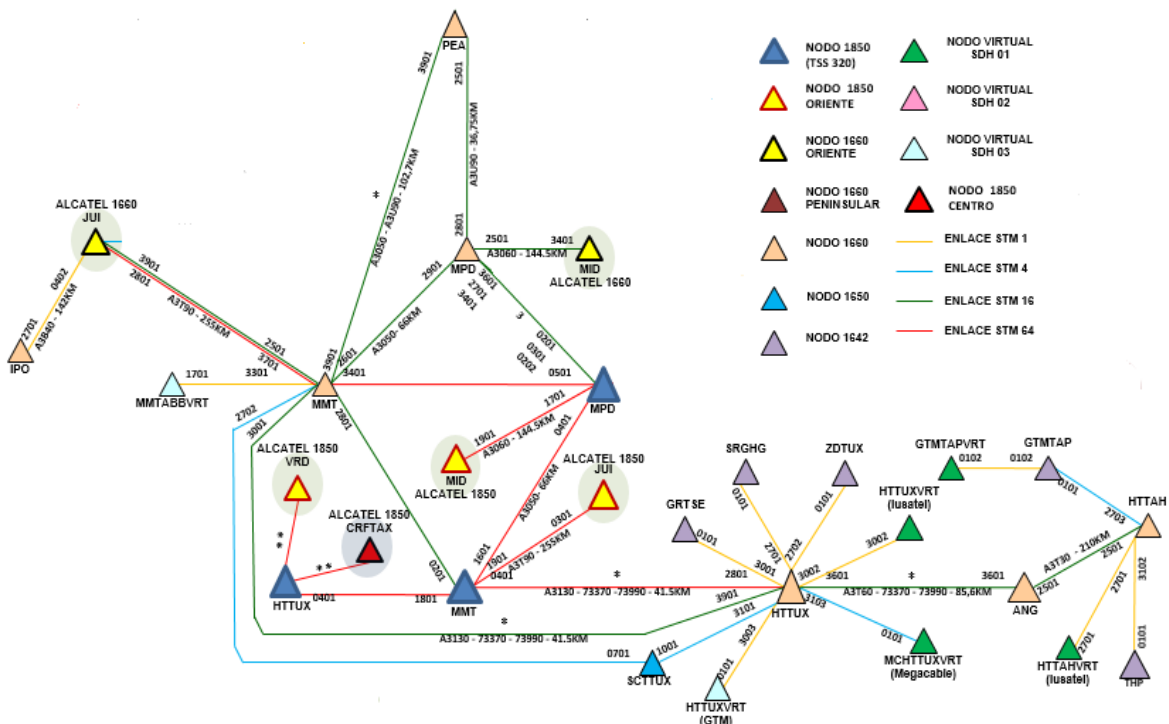 PEA
3901
2501
A3U90 - 36,75KM
A3050 - A3U90 - 102,7KM
*
2801
MPD
2501
3401
A3060 - 144.5KM
MID
ALCATEL 1660
2901
3601
2701
3401
3
0201
0301
0202
ALCATEL 1660
JUI
0402
2701
A3B40 - 142KM
IPO
3901
2801
A3T90 - 255KM
2501
3701
A3050- 66KM
3901
2601
3401
MMT
0501
MPD
1701
3301
MMTABBVRT
2702
3001
2801
1701
0401
1901
A3060 - 144.5KM
MID
ALCATEL 1850
A3050- 66KM
ALCATEL 1850
JUI
0301
A3T90 - 255KM
ALCATEL 1850
VRD
ALCATEL 1850
CRFTAX
* *
* *
HTTUX
0401
1801
0201
1601
1901
0401
MMT
*
2801
A3130 - 73370 -73990 - 41.5KM
3901
*
A3130 - 73370 -73990 - 41.5KM
0701
1001
SCTTUX
3101
GRTSE
0101
SRGHG
0101
ZDTUX
0101
HTTUXVRT
(Iusatel)
3002
3001
2701
2702
3002
3601
*
3601
A3T60 - 73370 -73990 - 85,6KM
HTTUX
3103
3003
0101
HTTUXVRT
(GTM)
0101
MCHTTUXVRT
(Megacable)
ANG
2501
A3T30 - 210KM
2501
GTMTAPVRT
0102
0102
GTMTAP
0101
2703
HTTAH
2701
3102
2701
HTTAHVRT
(Iusatel)
0101
THP
NODO 1850
(TSS 320)
NODO 1850
ORIENTE
NODO 1660
ORIENTE
NODO 1660
PENINSULAR
NODO 1660
NODO 1650
NODO 1642
NODO VIRTUAL
SDH 01
NODO VIRTUAL
SDH 02
NODO VIRTUAL
SDH 03
NODO 1850
CENTRO
ENLACE STM 1
ENLACE STM 4
ENLACE STM 16
ENLACE STM 64